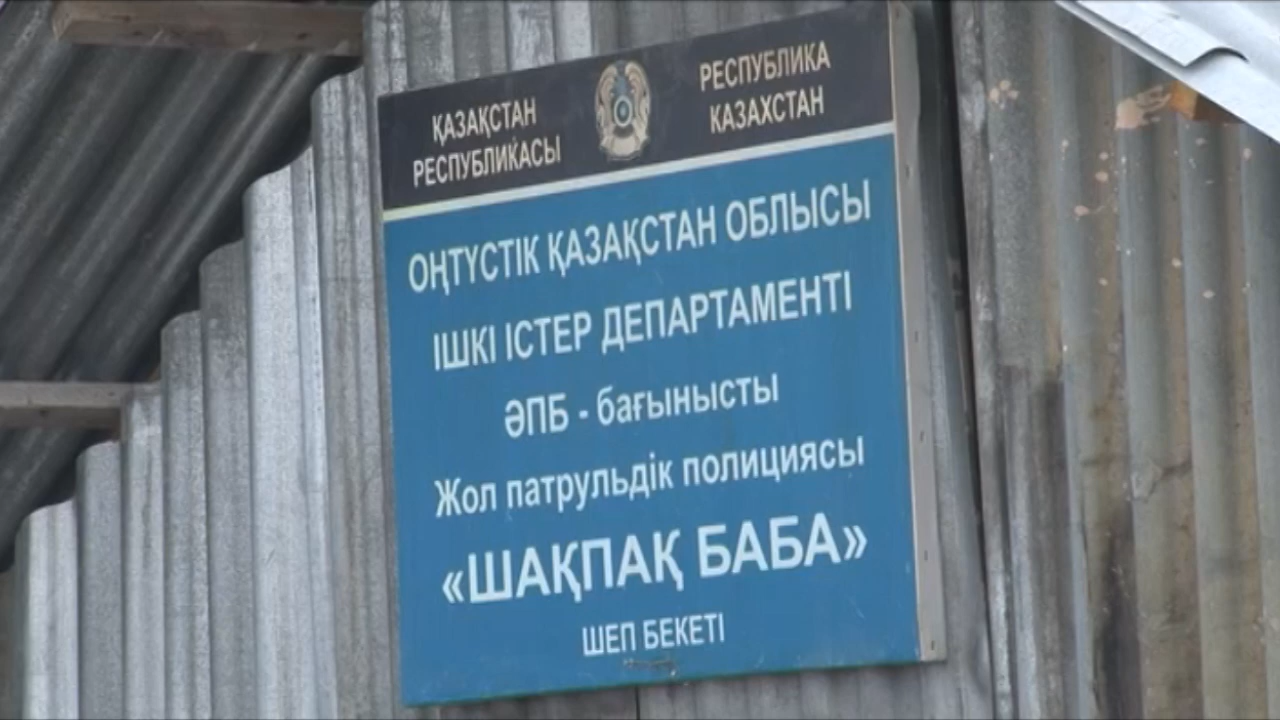 ҚАЗАҚСТАН
РЕСПУБЛИКАСЫ
РЕСПУБЛИКА
КАЗАХСТАН
ОҢТҮСТІК ҚАЗАҚСТАН ОБЛЫСЫ
ІШКІ ІСТЕР ДЕПАРТАМЕНТІ
ӘПБ - бағынысты
Жол патрульдік полициясы
«ШАҚПАҚ БАБА»
ШЕП БЕКЕТІ